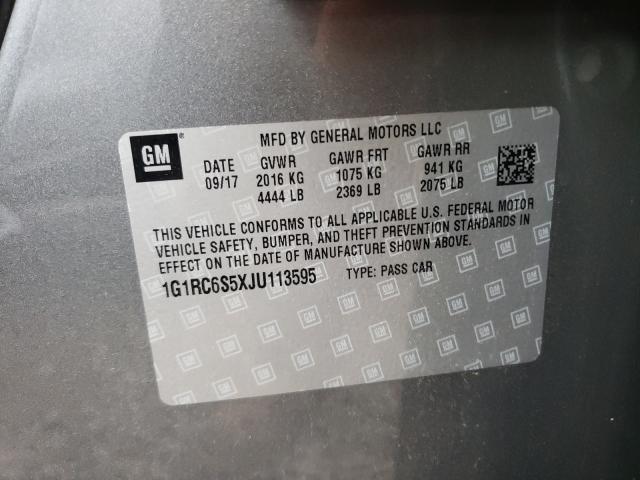 GM
MFD BY GENERAL MOTORS LLC
DATE GVWR GAWR FRT GAWR RR
09/17 2016 KG 1075 KG 941 KG
4444 LB 2369 LB 2075 LB
THIS VEHICLE CONFORMS TO ALL APPLICABLE U.S. FEDERAL MOTOR
VEHICLE SAFETY, BUMPER, AND THEFT PREVENTION STANDARDS IN
EFFECT ON THE DATE OF MANUFACTURE SHOWN ABOVE.
1G1RC6S5XJU113595 TYPE: PASS CAR